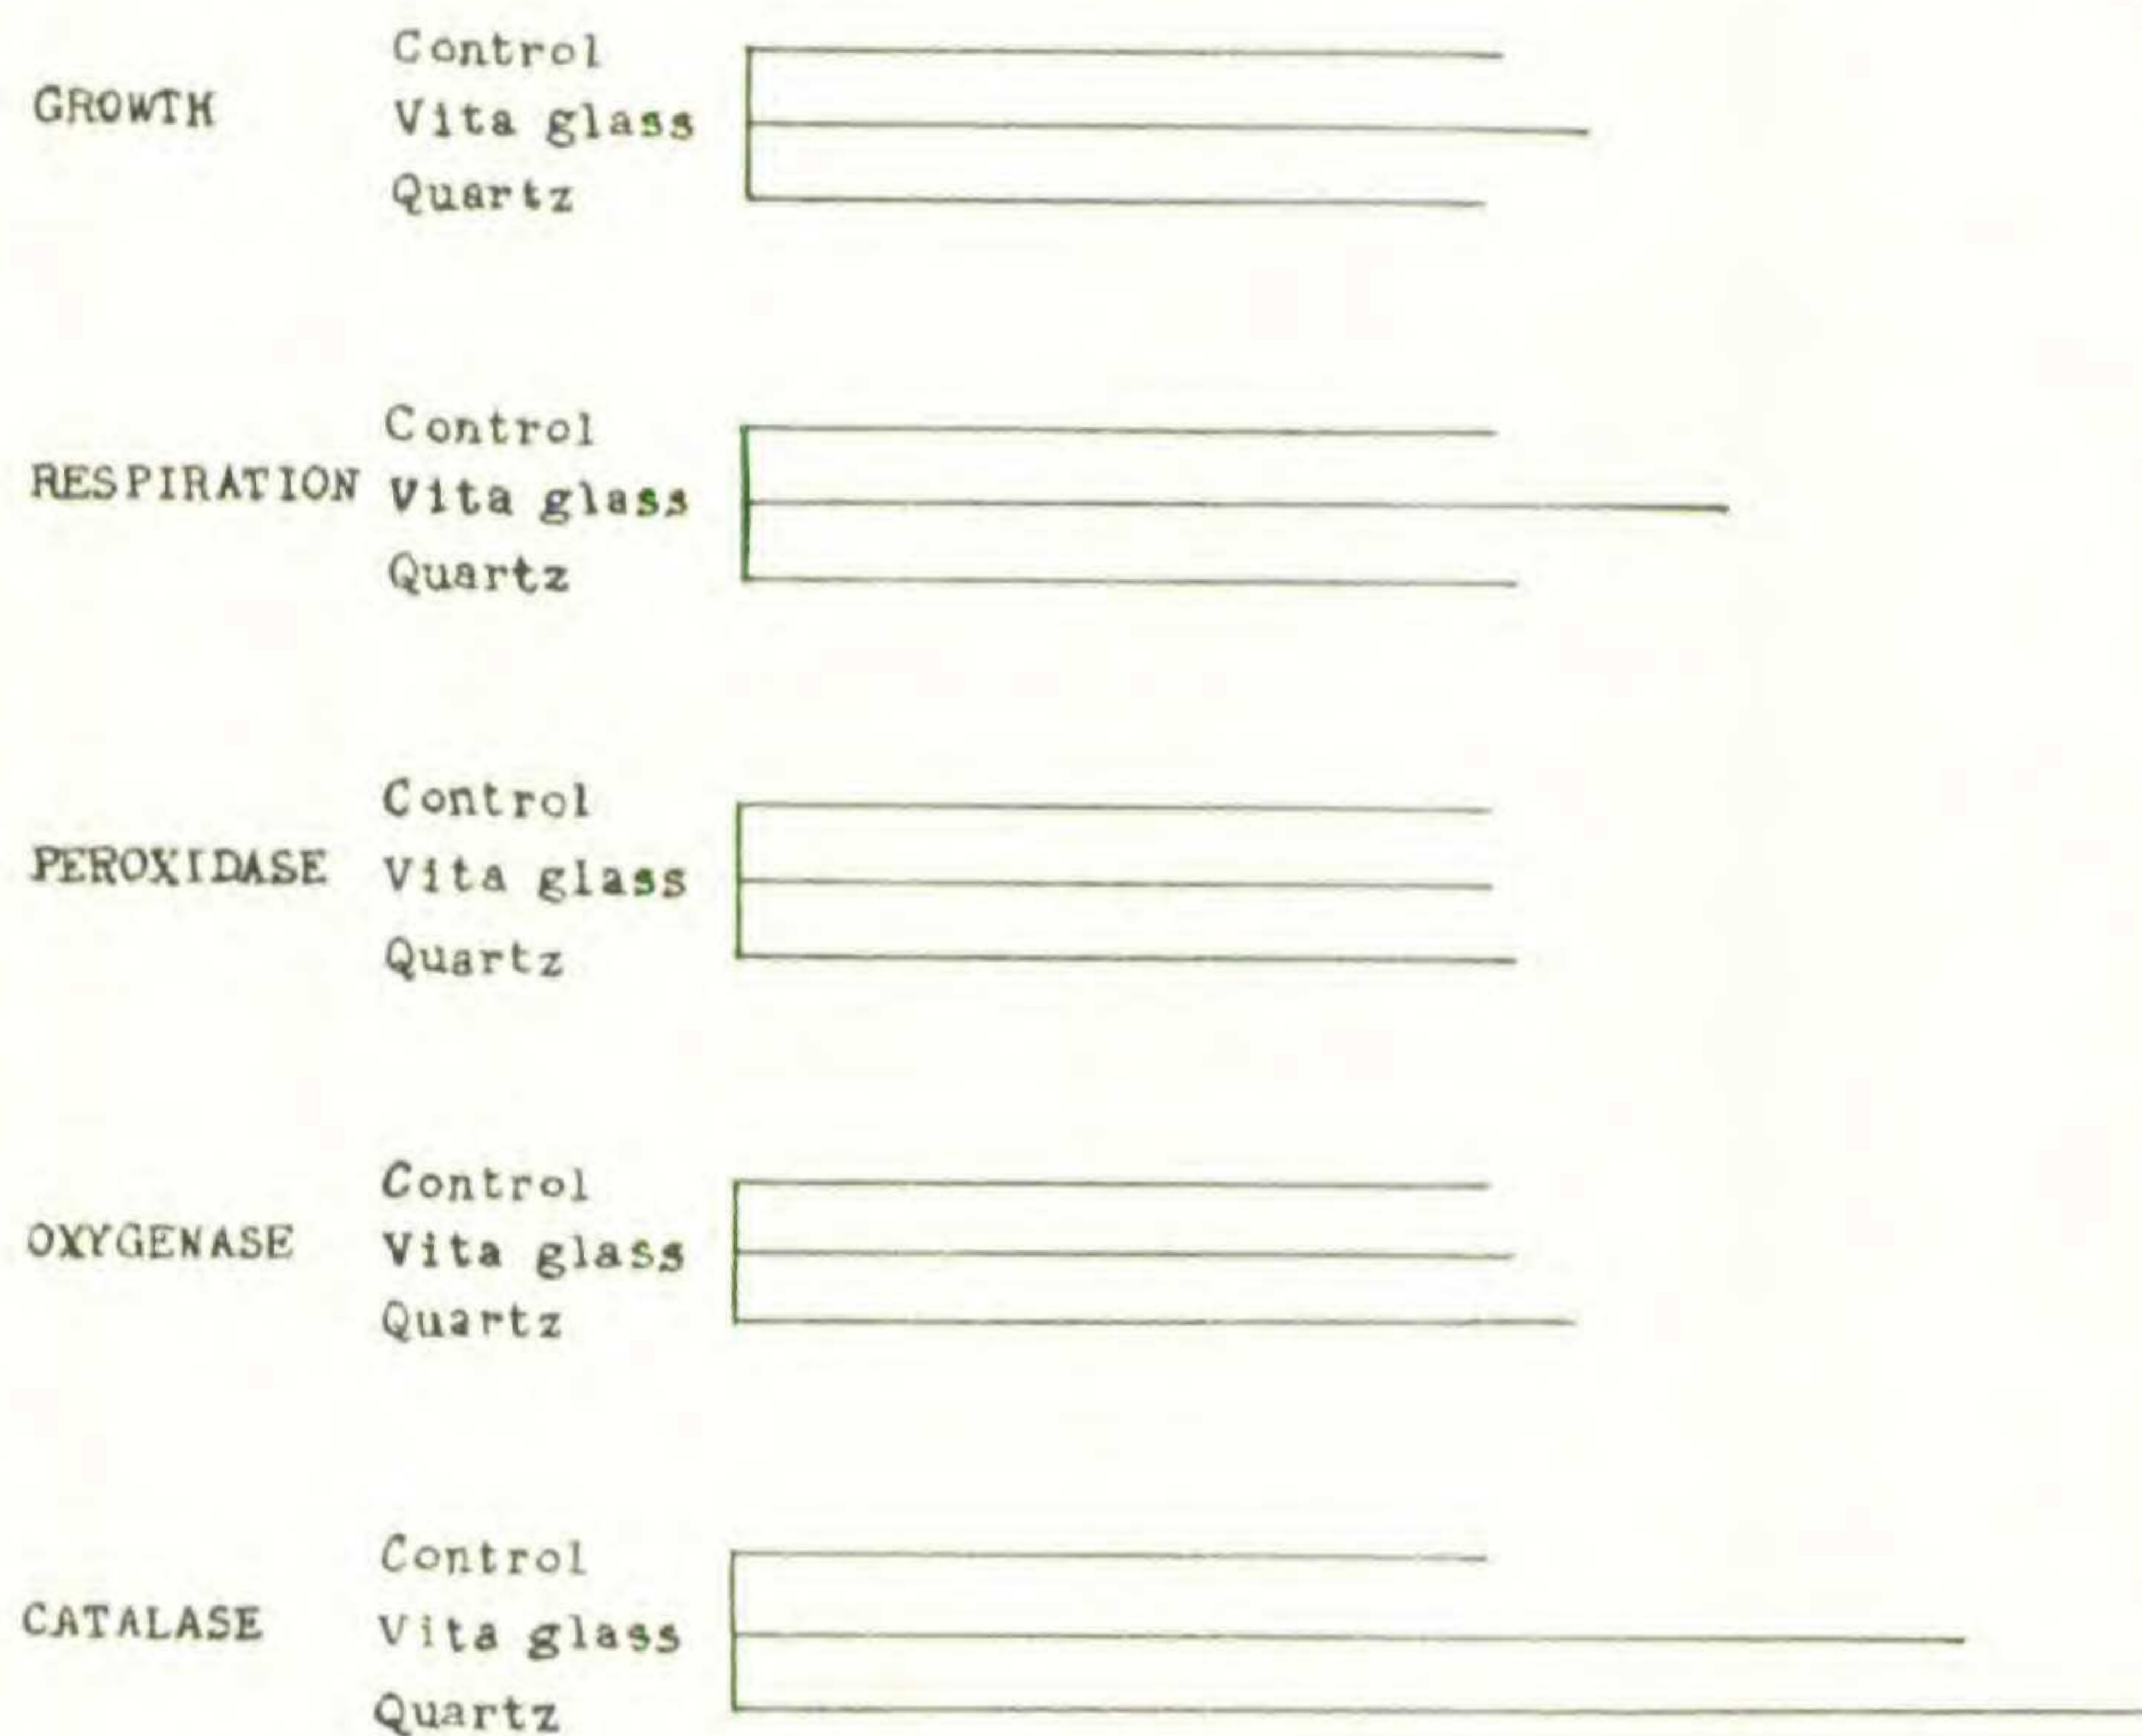 Control
GROWTH Vita glass
Quartz
Control
RESPIRATION Vita glass
Quartz
Control
PEROXIDASE Vita glass
Quartz
Control
OXYGENASE Vita glass
Quartz
Control
CATALASE Vita glass
Quartz